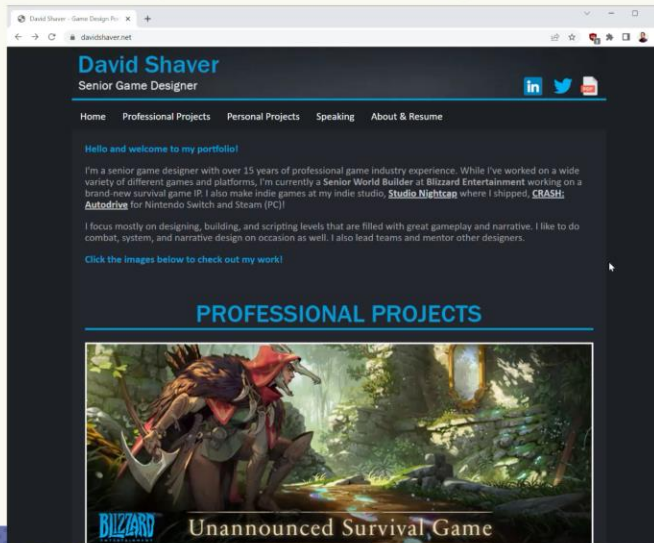 David Shaver - Game Design Por
davidshaver.net
David Shaver
Senior Game Designer
in
PDF
Home Professional Projects Personal Projects Speaking About & Resume
Hello and welcome to my portfolio!
I'm a senior game designer with over 15 years of professional game industry experience. While I've worked on a wide
variety of different games and platforms, I'm currently a Senior World Builder at Blizzard Entertainment working on a
brand-new survival game IP. I also make indie games at my indie studio, Studio Nightcap where I shipped, CRASH:
Autodrive for Nintendo Switch and Steam (PC)!
I focus mostly on designing, building, and scripting levels that are filled with great gameplay and narrative. I like to do
combat, system, and narrative design on occasion as well. I also lead teams and mentor other designers.
Click the images below to check out my work!
PROFESSIONAL PROJECTS
BLIZZARD
ENTERTAINMENT
Unannounced Survival Game